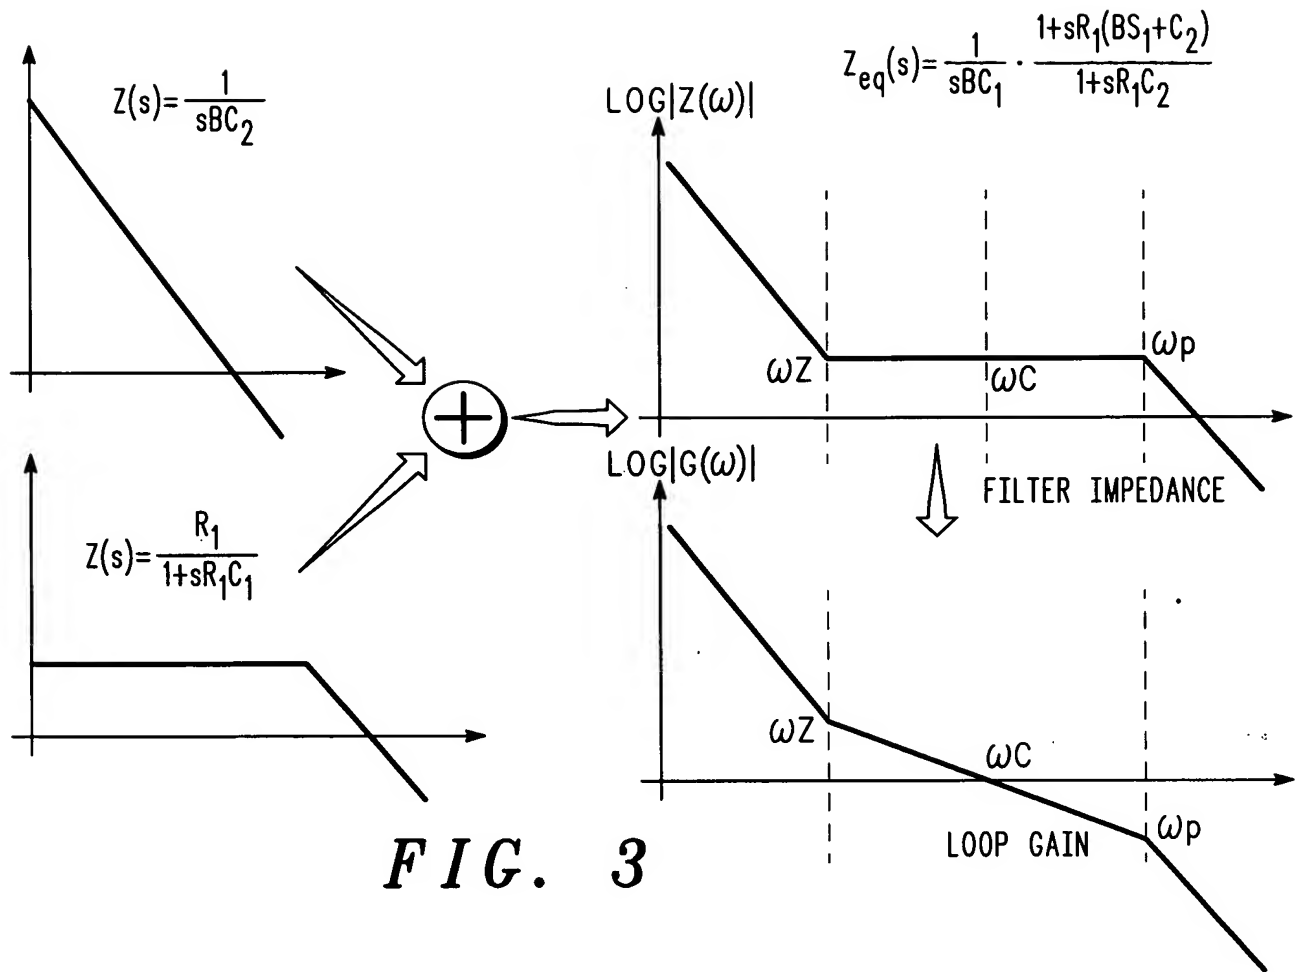 Z(s)=1/sBC2
LOG|Z(ω)|
Zeq(s)=1/sBC1 · 1+sR1(BS1+C2)/1+sR1C2
ωZ
ωC
ωp
FILTER IMPEDANCE
Z(s)=R1/1+sR1C1
LOG|G(ω)|
ωZ
ωC
ωp
LOOP GAIN
FIG. 3